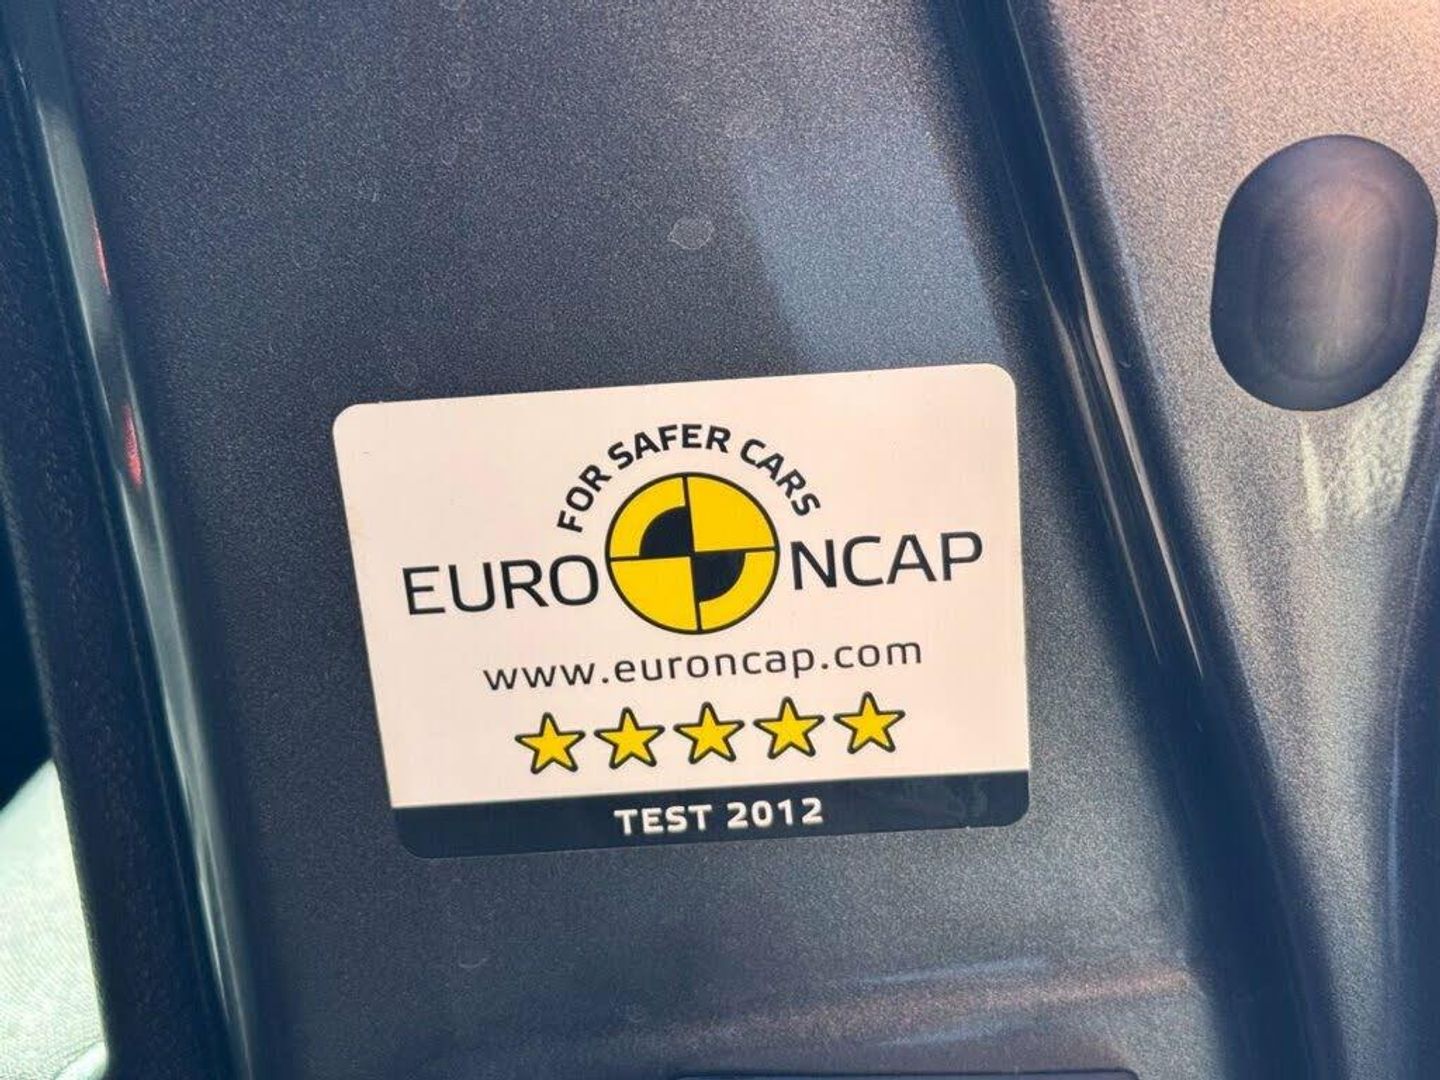 FOR SAFER CARS
EURO NCAP
www.euroncap.com
TEST 2012